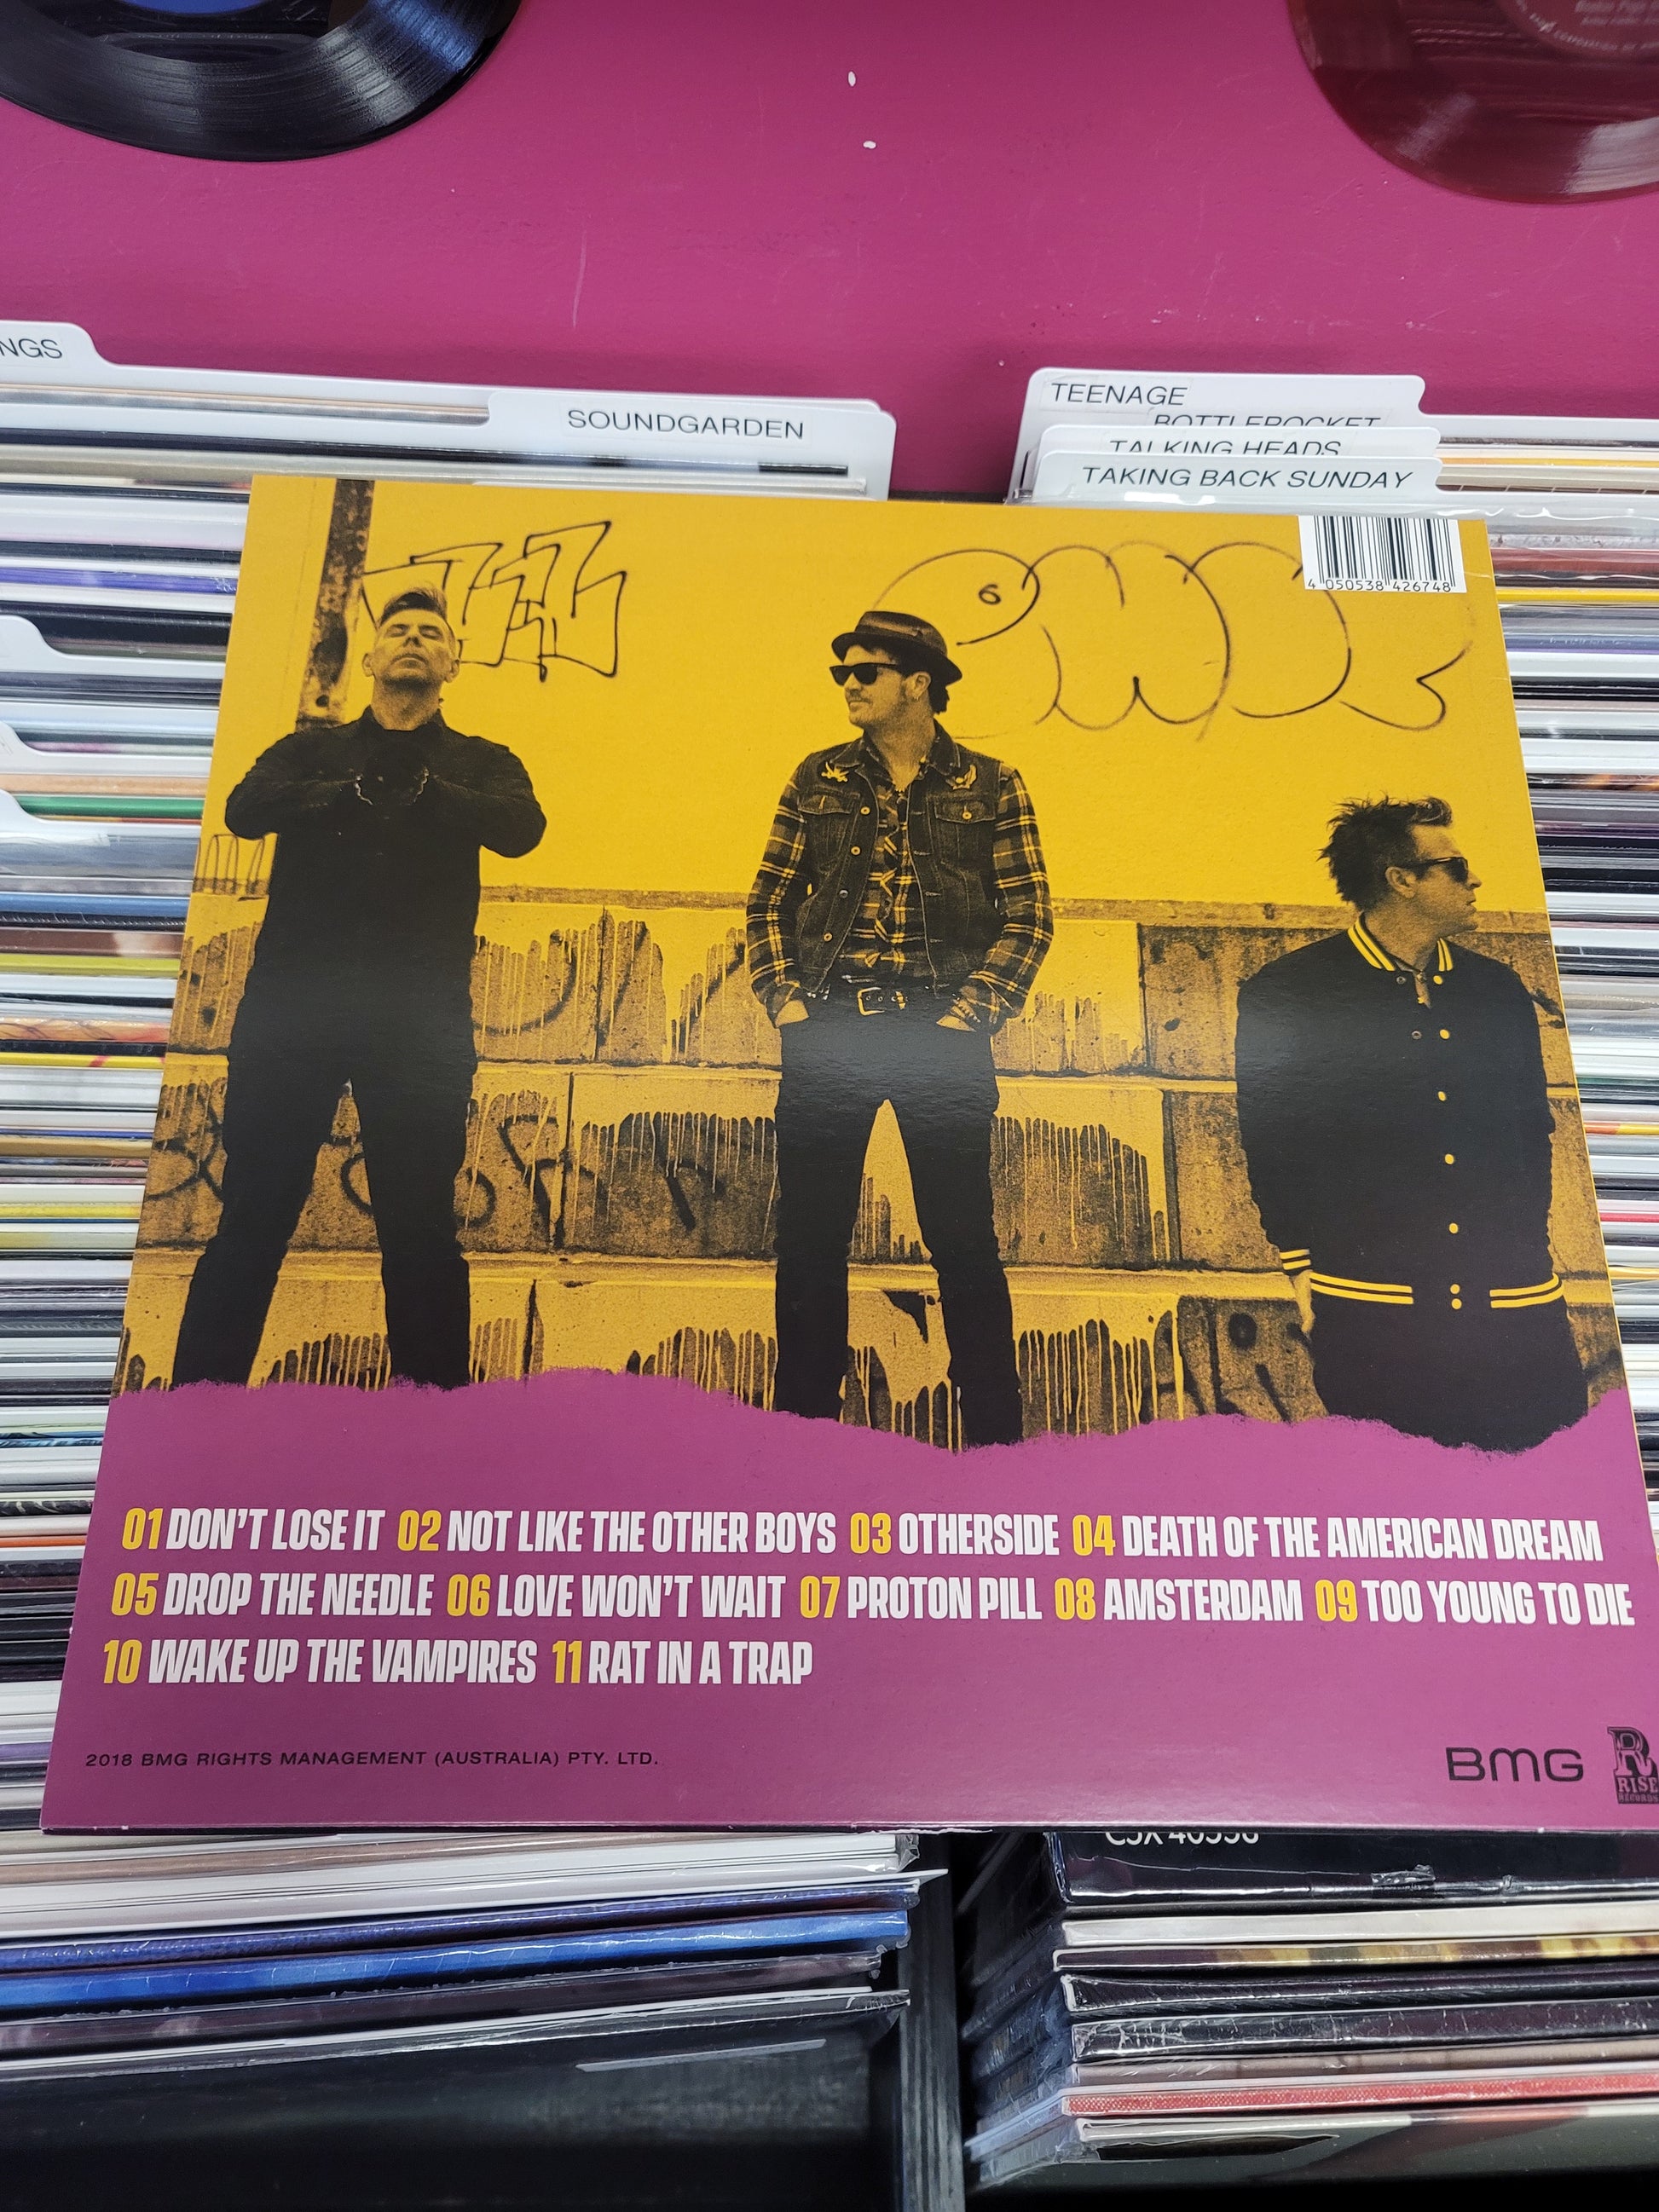 NGS
SOUNDGARDEN
TEENAGE
BOTTLEROCKET
TALKING HEADS
TAKING BACK SUNDAY
4 050538 426748
01 DON'T LOSE IT 02 NOT LIKE THE OTHER BOYS 03 OTHERSIDE 04 DEATH OF THE AMERICAN DREAM
05 DROP THE NEEDLE 06 LOVE WON'T WAIT 07 PROTON PILL 08 AMSTERDAM 09 TOO YOUNG TO DIE
10 WAKE UP THE VAMPIRES 11 RAT IN A TRAP
2018 BMG RIGHTS MANAGEMENT (AUSTRALIA) PTY. LTD.
BMG
R
RISE
RECORDS